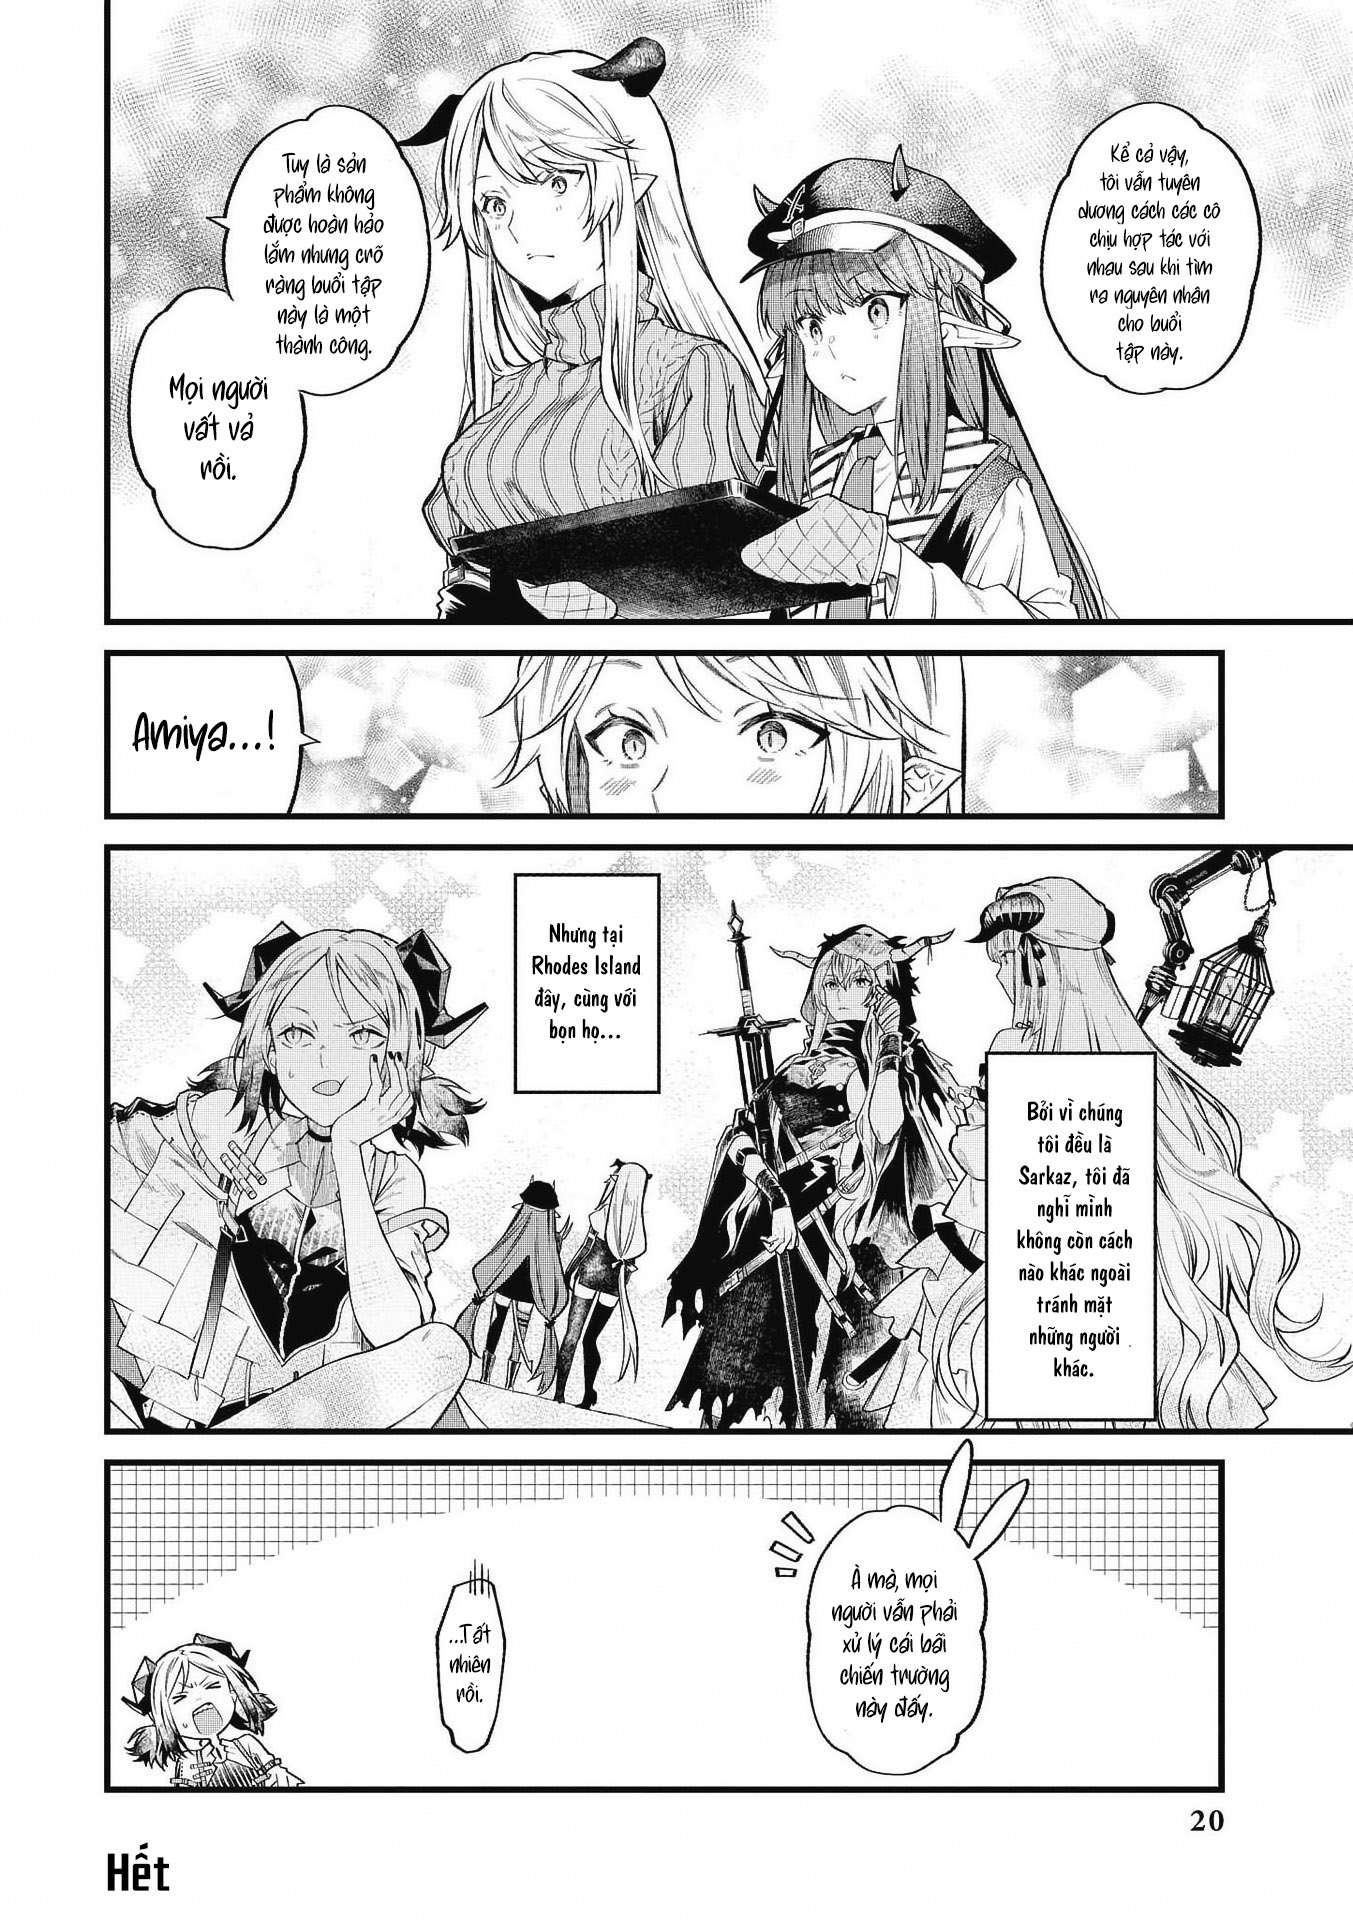 Kể cả vậy,
tôi vẫn tuyên
dương cách các cô
chịu hợp tác với
nhau sau khi tìm
ra nguyên nhân
cho buổi
tập này.
Tuy là sản
phẩm không
được hoàn hảo
lắm nhưng crõ
ràng buổi tập
này là một
thành công.
Mọi người
vất vả
rồi.
Amiya...!
Bởi vì chúng
tôi đều là
Sarkaz, tôi đã
nghĩ mình
không còn cách
nào khác ngoài
tránh mặt
những người
khác.
Nhưng tại
Rhodes Island
đây, cùng với
bọn họ...
À mà, mọi
người vẫn phải
xử lý cái bãi
chiến trường
này đấy.
...Tất
nhiên
rồi.
20
Hết